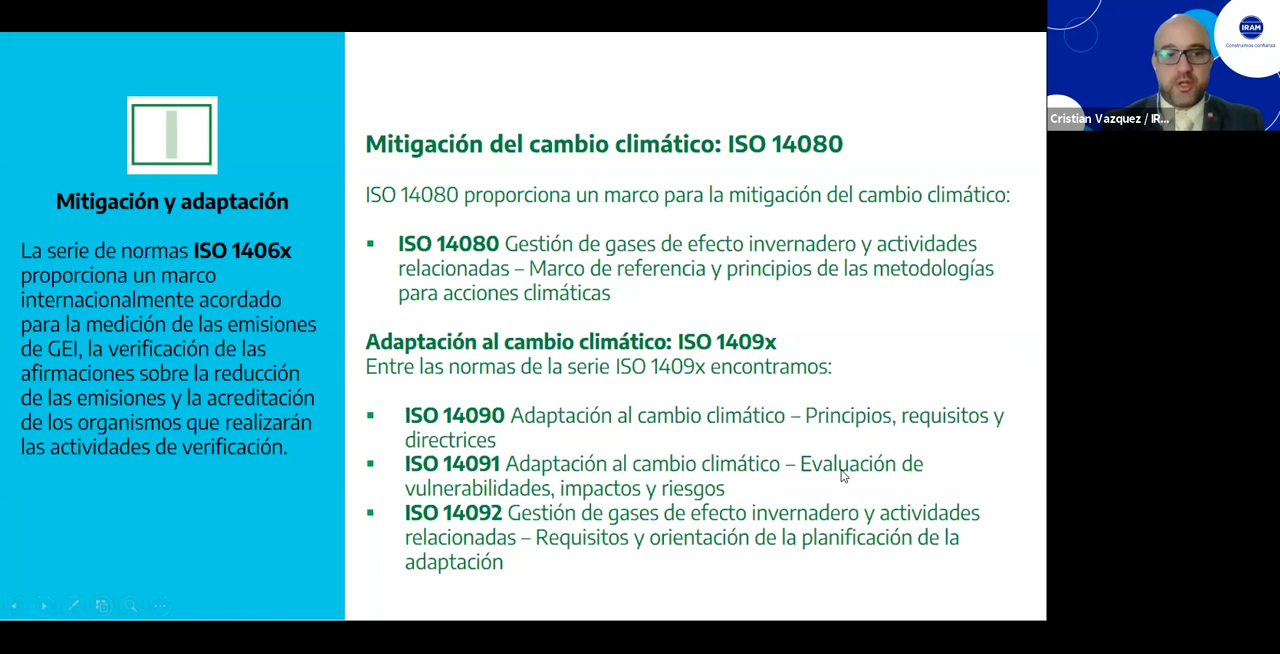 Mitigación y adaptación
La serie de normas ISO 1406x
proporciona un marco
internacionalmente acordado
para la medición de las emisiones
de GEI, la verificación de las
afirmaciones sobre la reducción
de las emisiones y la acreditación
de los organismos que realizarán
las actividades de verificación.
Mitigación del cambio climático: ISO 14080
ISO 14080 proporciona un marco para la mitigación del cambio climático:
▪ ISO 14080 Gestión de gases de efecto invernadero y actividades
relacionadas – Marco de referencia y principios de las metodologías
para acciones climáticas
Adaptación al cambio climático: ISO 1409x
Entre las normas de la serie ISO 1409x encontramos:
▪ ISO 14090 Adaptación al cambio climático – Principios, requisitos y
directrices
▪ ISO 14091 Adaptación al cambio climático – Evaluación de
vulnerabilidades, impactos y riesgos
▪ ISO 14092 Gestión de gases de efecto invernadero y actividades
relacionadas – Requisitos y orientación de la planificación de la
adaptación
IRAM
Construimos confianza
Cristian Vazquez / IR...